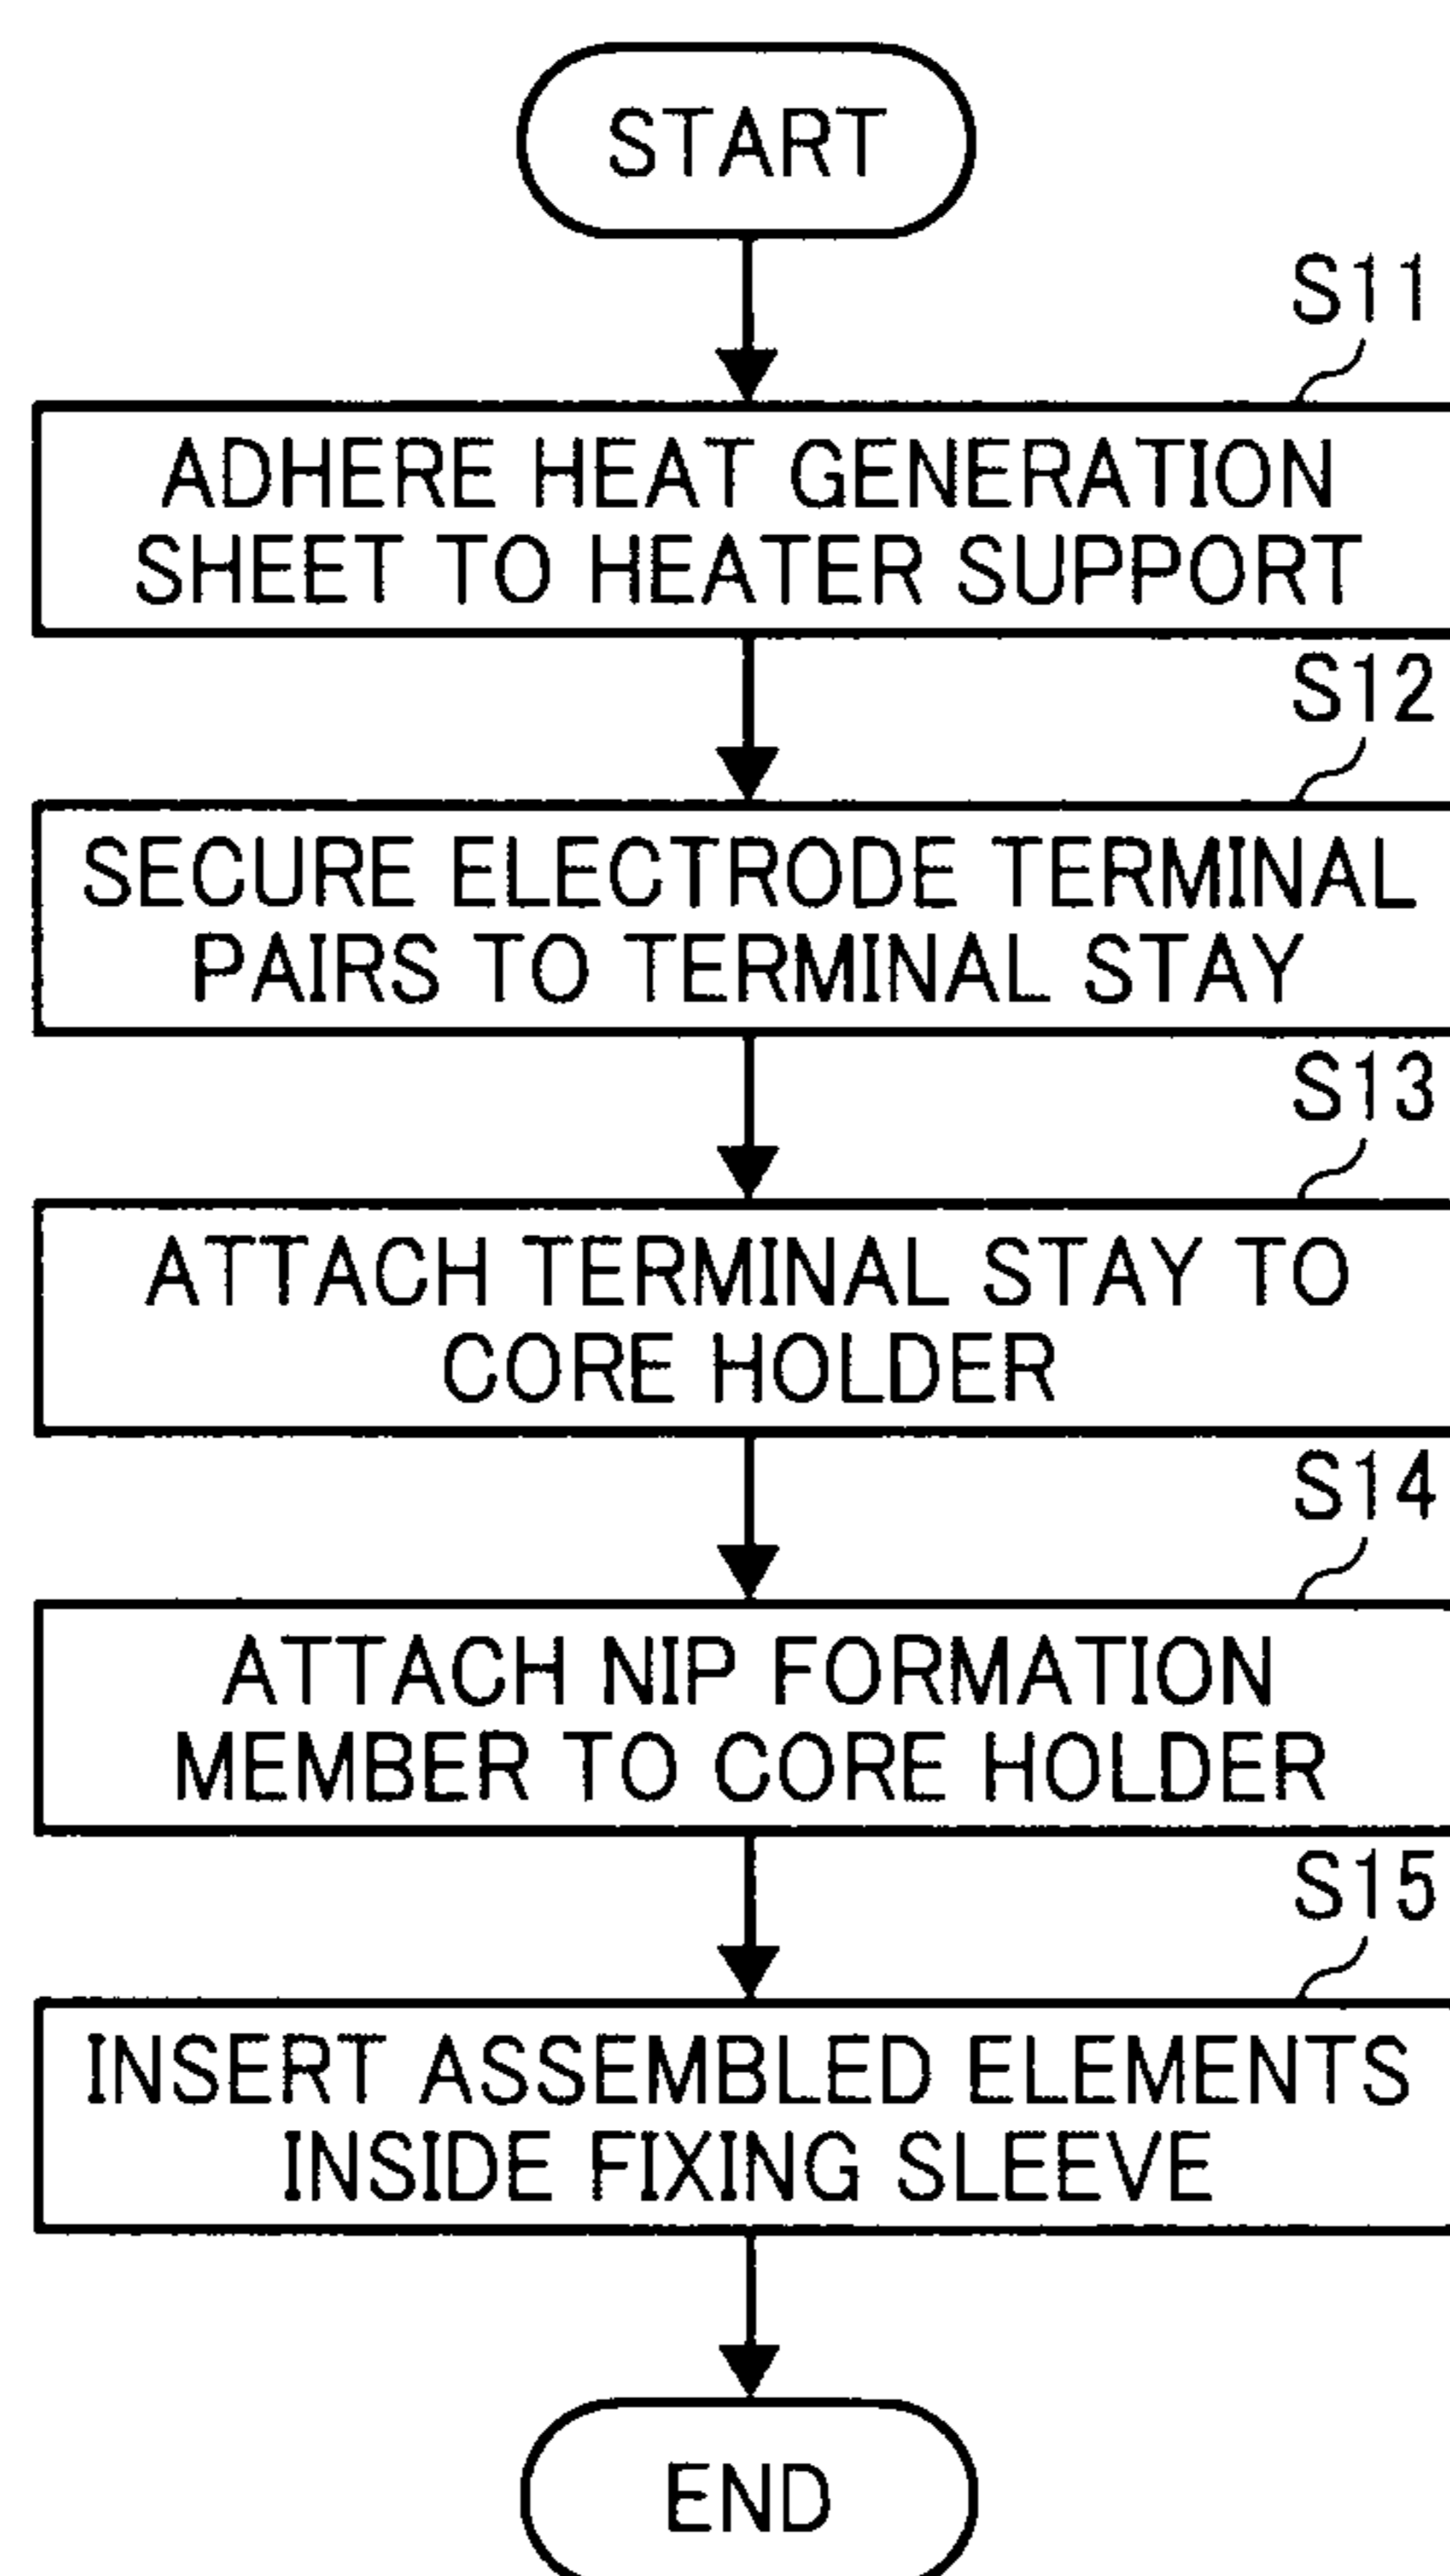 START
S11
ADHERE HEAT GENERATION
SHEET TO HEATER SUPPORT
S12
SECURE ELECTRODE TERMINAL
PAIRS TO TERMINAL STAY
S13
ATTACH TERMINAL STAY TO
CORE HOLDER
S14
ATTACH NIP FORMATION
MEMBER TO CORE HOLDER
S15
INSERT ASSEMBLED ELEMENTS
INSIDE FIXING SLEEVE
END